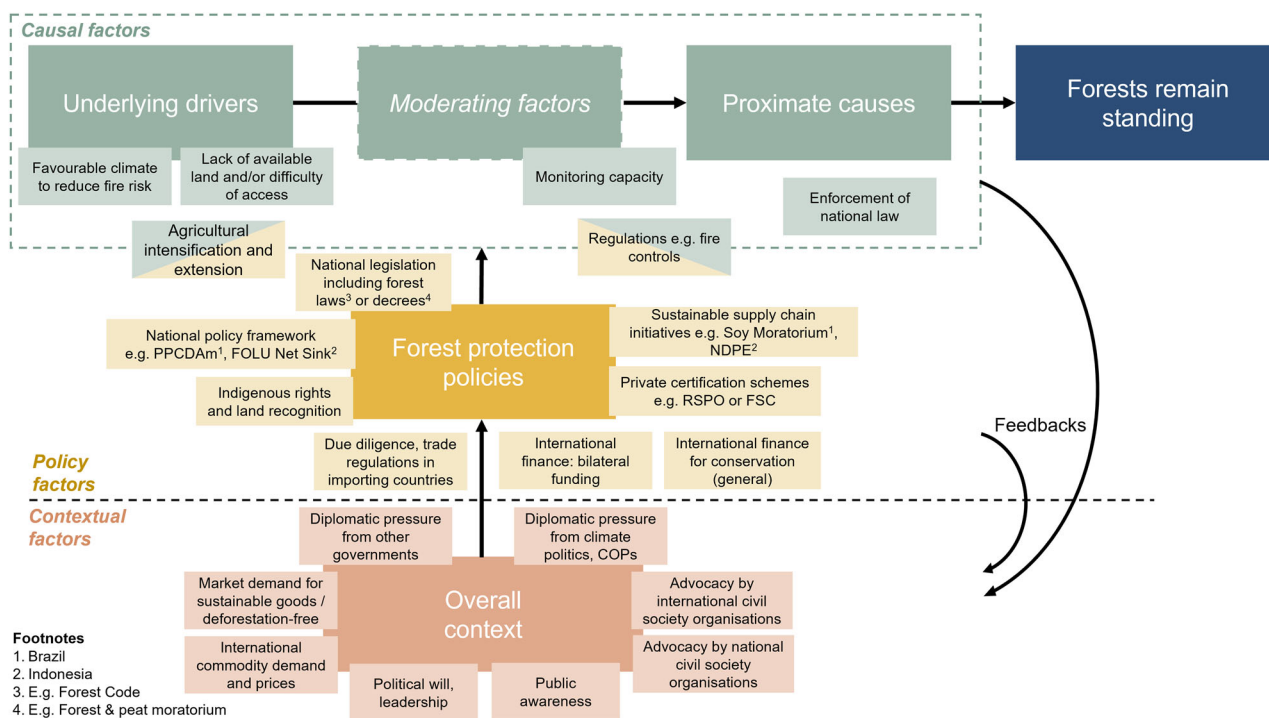 Causal factors
Underlying drivers
Moderating factors
Proximate causes
Forests remain
standing
Favourable climate
to reduce fire risk
Lack of available
land and/or difficulty
of access
Monitoring capacity
Enforcement of
national law
Agricultural
intensification and
extension
Regulations e.g. fire
controls
National legislation
including forest
laws³ or decrees⁴
National policy framework
e.g. PPCDAm¹, FOLU Net Sink²
Forest protection
policies
Sustainable supply chain
initiatives e.g. Soy Moratorium¹,
NDPE²
Indigenous rights
and land recognition
Private certification schemes
e.g. RSPO or FSC
Feedbacks
Due diligence, trade
regulations in
importing countries
International
finance: bilateral
funding
International finance
for conservation
(general)
Policy
factors
Contextual
factors
Diplomatic pressure
from other
governments
Diplomatic pressure
from climate
politics, COPs
Market demand for
sustainable goods /
deforestation-free
Overall
context
Advocacy by
international civil
society organisations
International
commodity demand
and prices
Political will,
leadership
Public
awareness
Advocacy by national
civil society
organisations
Footnotes
1. Brazil
2. Indonesia
3. E.g. Forest Code
4. E.g. Forest & peat moratorium